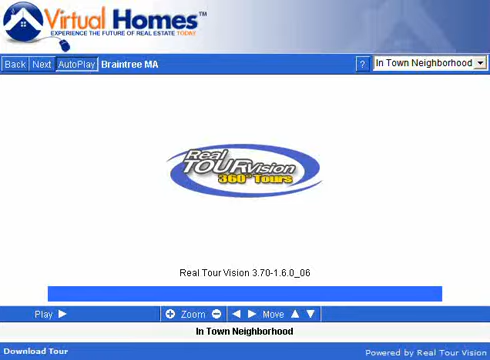 Virtual Homes™
EXPERIENCE THE FUTURE OF REAL ESTATE TODAY
Back Next AutoPlay Braintree MA ? In Town Neighborhood
Real
TOURVision
360° Tours
Real Tour Vision 3.70-1.6.0_06
Play Zoom Move
In Town Neighborhood
Download Tour Powered by Real Tour Vision